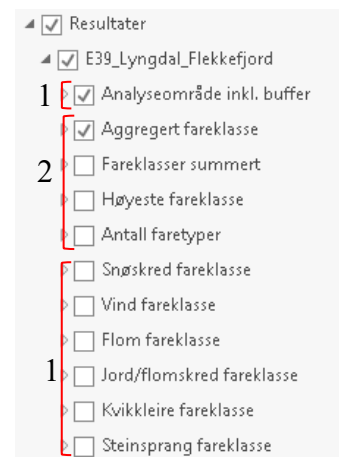 Resultater
E39_Lyngdal_Flekkefjord
1 Analyseområde inkl. buffer
Aggregert fareklasse
2 Fareklasser summert
Høyeste fareklasse
Antall faretyper
Snøskred fareklasse
Vind fareklasse
Flom fareklasse
1 Jord/flomskred fareklasse
Kvikkleire fareklasse
Steinsprang fareklasse